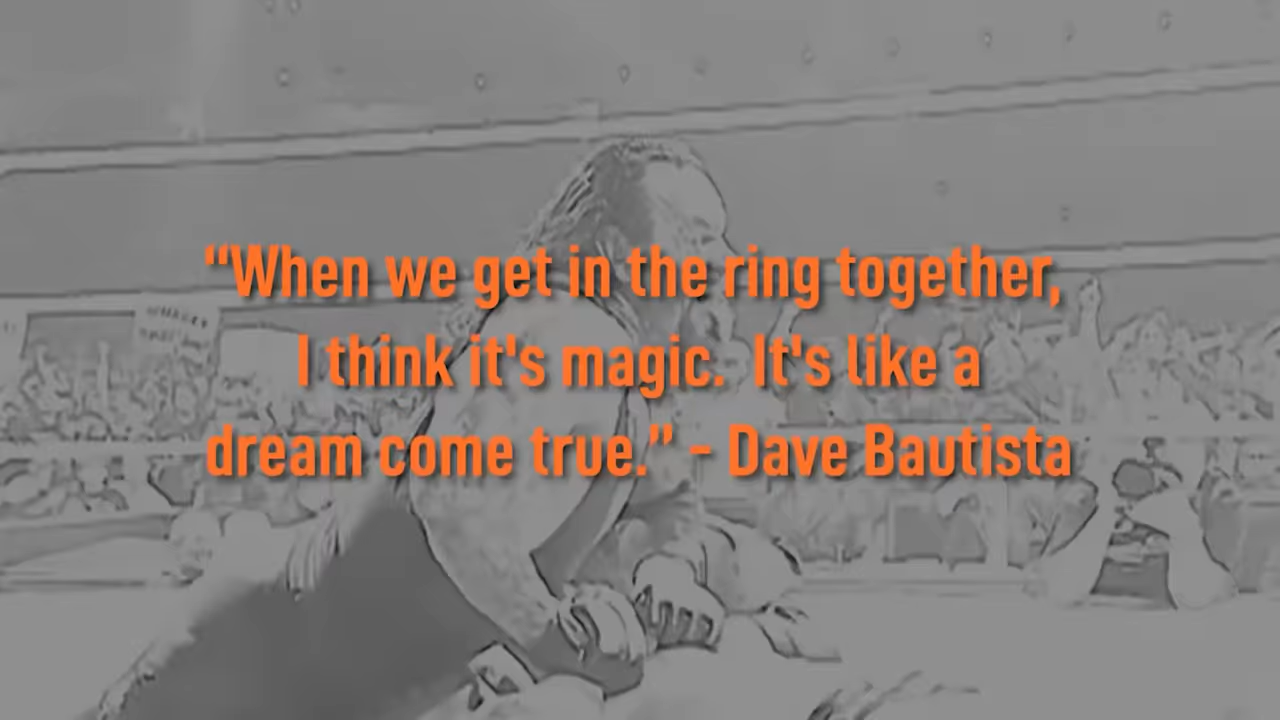 “When we get in the ring together,
I think it's magic.  It's like a
dream come true.” - Dave Bautista